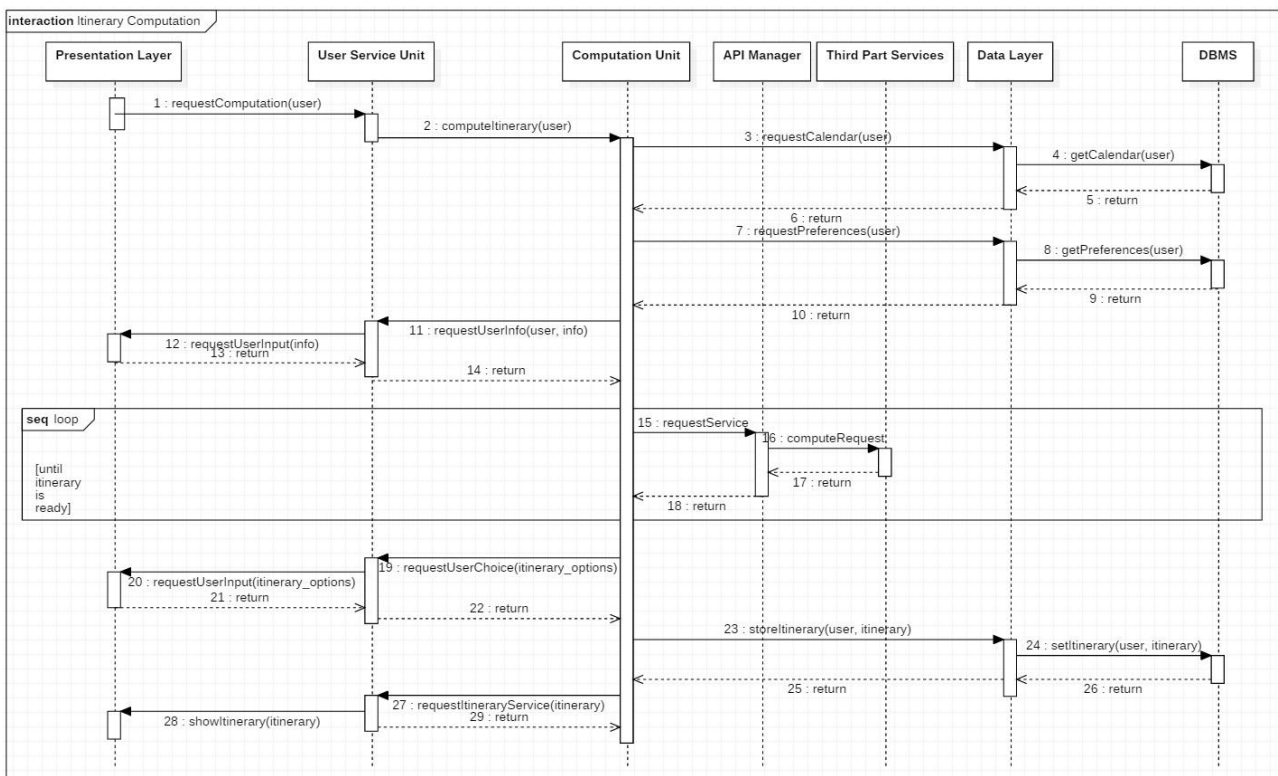 interaction Itinerary Computation
Presentation Layer
User Service Unit
Computation Unit
API Manager
Third Part Services
Data Layer
DBMS
1 : requestComputation(user)
2 : computeItinerary(user)
3 : requestCalendar(user)
4 : getCalendar(user)
5 : return
6 : return
7 : requestPreferences(user)
8 : getPreferences(user)
9 : return
10 : return
11 : requestUserInfo(user, info)
12 : requestUserInput(info)
13 : return
14 : return
seq loop
[until
itinerary
is
ready]
15 : requestService
16 : computeRequest
17 : return
18 : return
19 : requestUserChoice(itinerary_options)
20 : requestUserInput(itinerary_options)
21 : return
22 : return
23 : storeItinerary(user, itinerary)
24 : setItinerary(user, itinerary)
25 : return
26 : return
27 : requestItineraryService(itinerary)
28 : showItinerary(itinerary)
29 : return